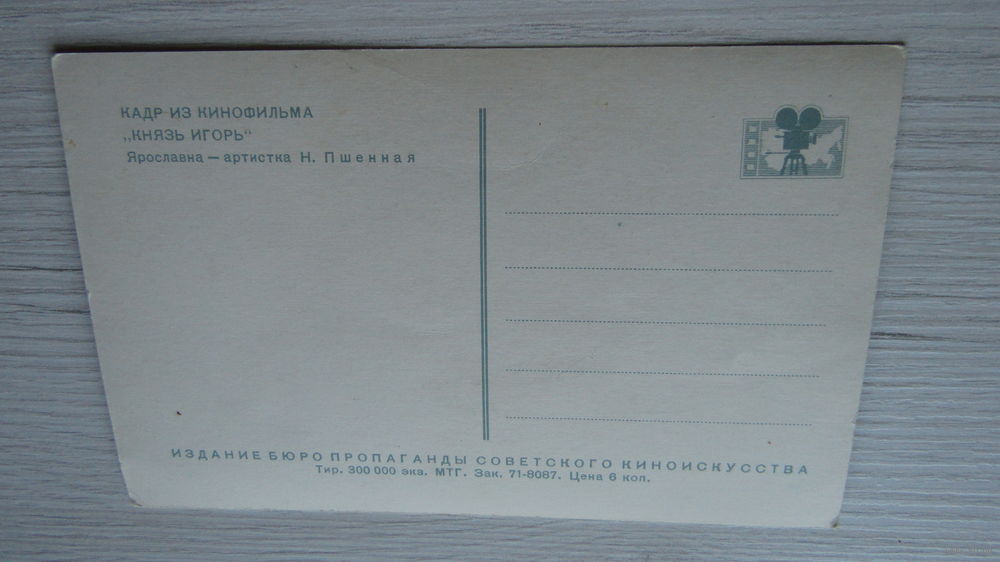 КАДР ИЗ КИНОФИЛЬМА
„КНЯЗЬ ИГОРЬ“
Ярославна — артистка Н. Пшенная
ИЗДАНИЕ БЮРО ПРОПАГАНДЫ СОВЕТСКОГО КИНОИСКУССТВА
Тир. 300 000 экз. МТГ. Зак. 71-8087. Цена 6 коп.